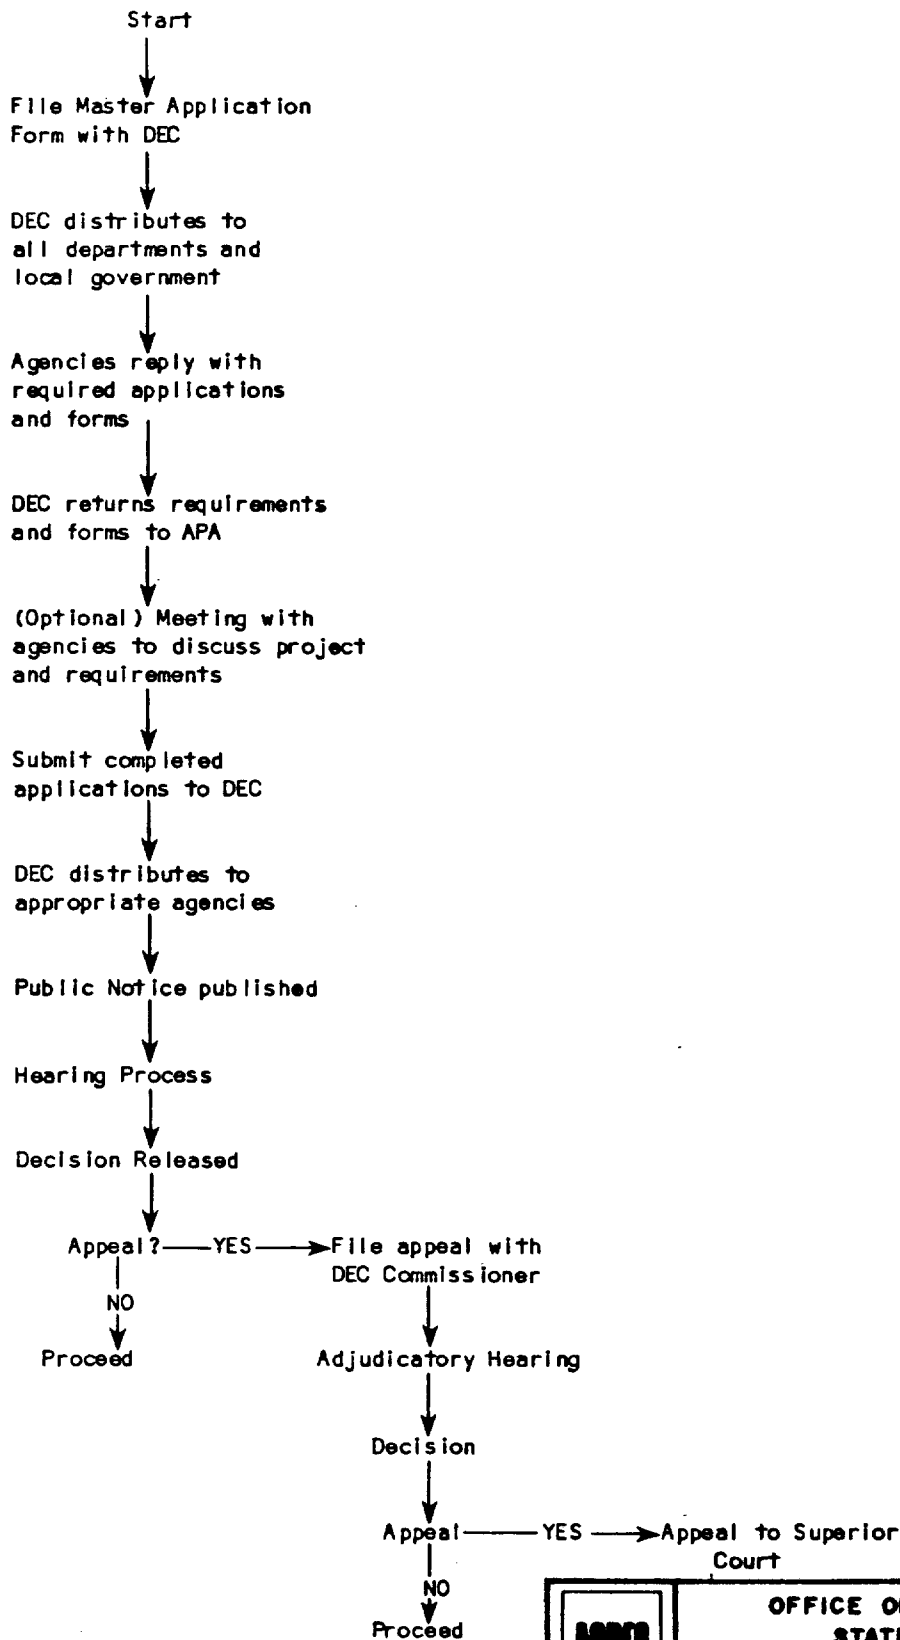 Start
File Master Application
Form with DEC
DEC distributes to
all departments and
local government
Agencies reply with
required applications
and forms
DEC returns requirements
and forms to APA
(Optional) Meeting with
agencies to discuss project
and requirements
Submit completed
applications to DEC
DEC distributes to
appropriate agencies
Public Notice published
Hearing Process
Decision Released
Appeal? YES File appeal with
DEC Commissioner
NO
Proceed Adjudicatory Hearing
Decision
Appeal YES Appeal to Superior
Court
NO
Proceed
OFFICE